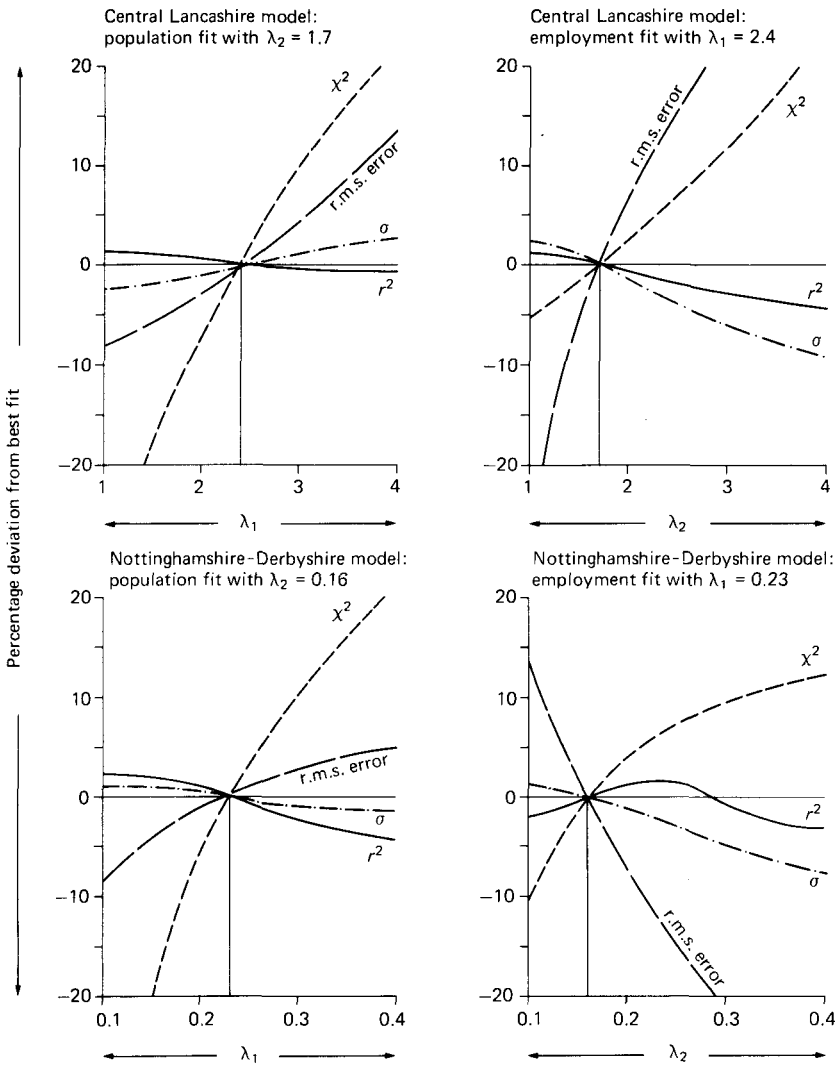 Central Lancashire model:
population fit with λ₂ = 1.7
20
10
0
−10
−20
1
2
3
4
λ₁
χ²
r.m.s. error
σ
r²
Central Lancashire model:
employment fit with λ₁ = 2.4
20
10
0
−10
−20
1
2
3
4
λ₂
r.m.s. error
χ²
r²
σ
Percentage deviation from best fit
Nottinghamshire-Derbyshire model:
population fit with λ₂ = 0.16
20
10
0
−10
−20
0.1
0.2
0.3
0.4
λ₁
χ²
r.m.s. error
σ
r²
Nottinghamshire-Derbyshire model:
employment fit with λ₁ = 0.23
20
10
0
−10
−20
0.1
0.2
0.3
0.4
λ₂
χ²
r²
σ
r.m.s. error